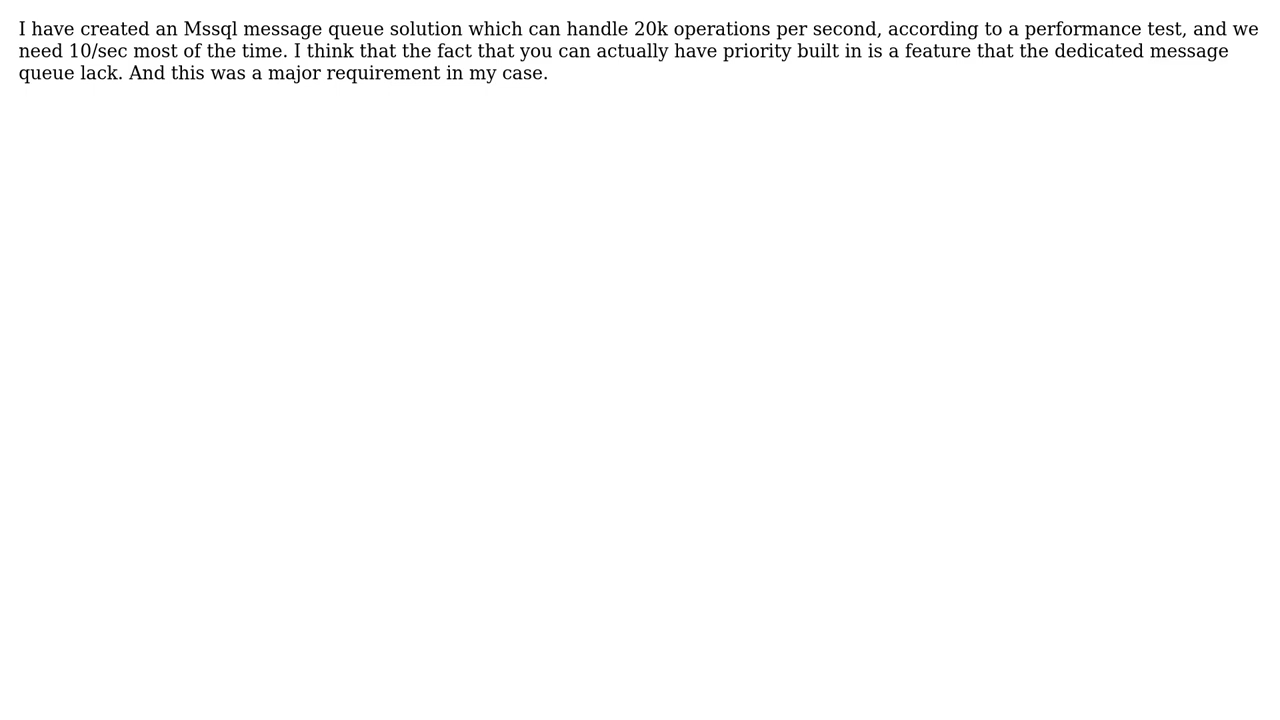 I have created an Mssql message queue solution which can handle 20k operations per second, according to a performance test, and we
need 10/sec most of the time. I think that the fact that you can actually have priority built in is a feature that the dedicated message
queue lack. And this was a major requirement in my case.